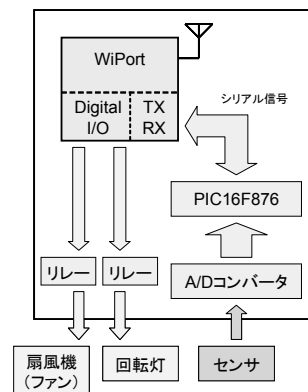 WiPort
Digital
I/O
TX
RX
シリアル信号
PIC16F876
リレー
リレー
A/Dコンバータ
扇風機
(ファン)
回転灯
センサ